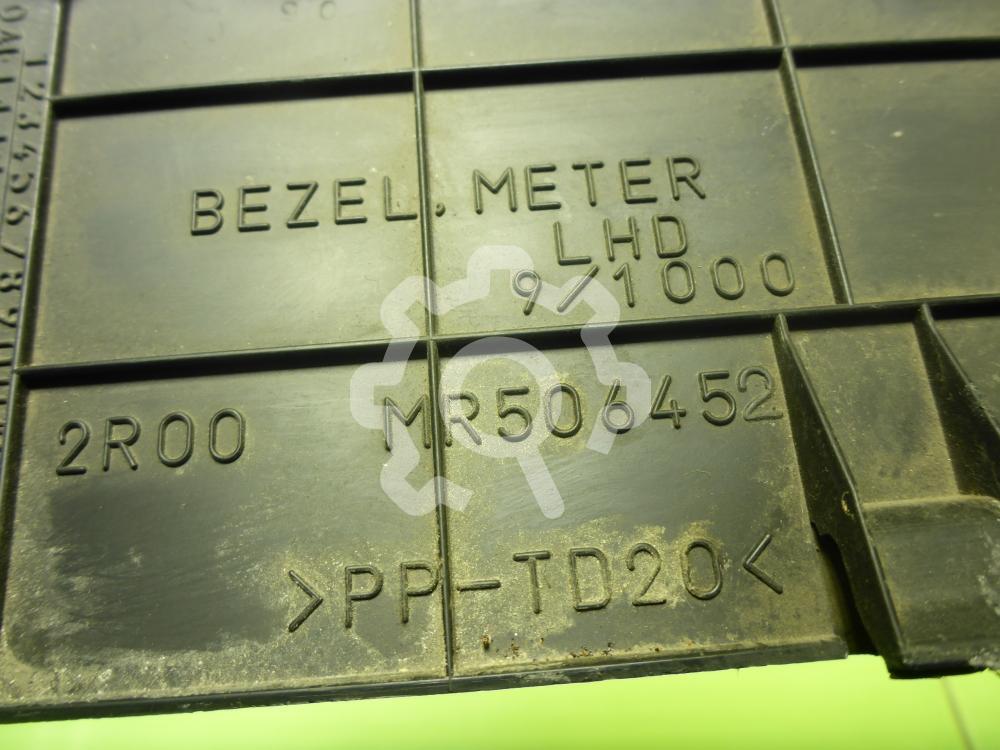 BEZEL, METER
LHD
9/1000
2R00 MR506452
>PP-TD20<